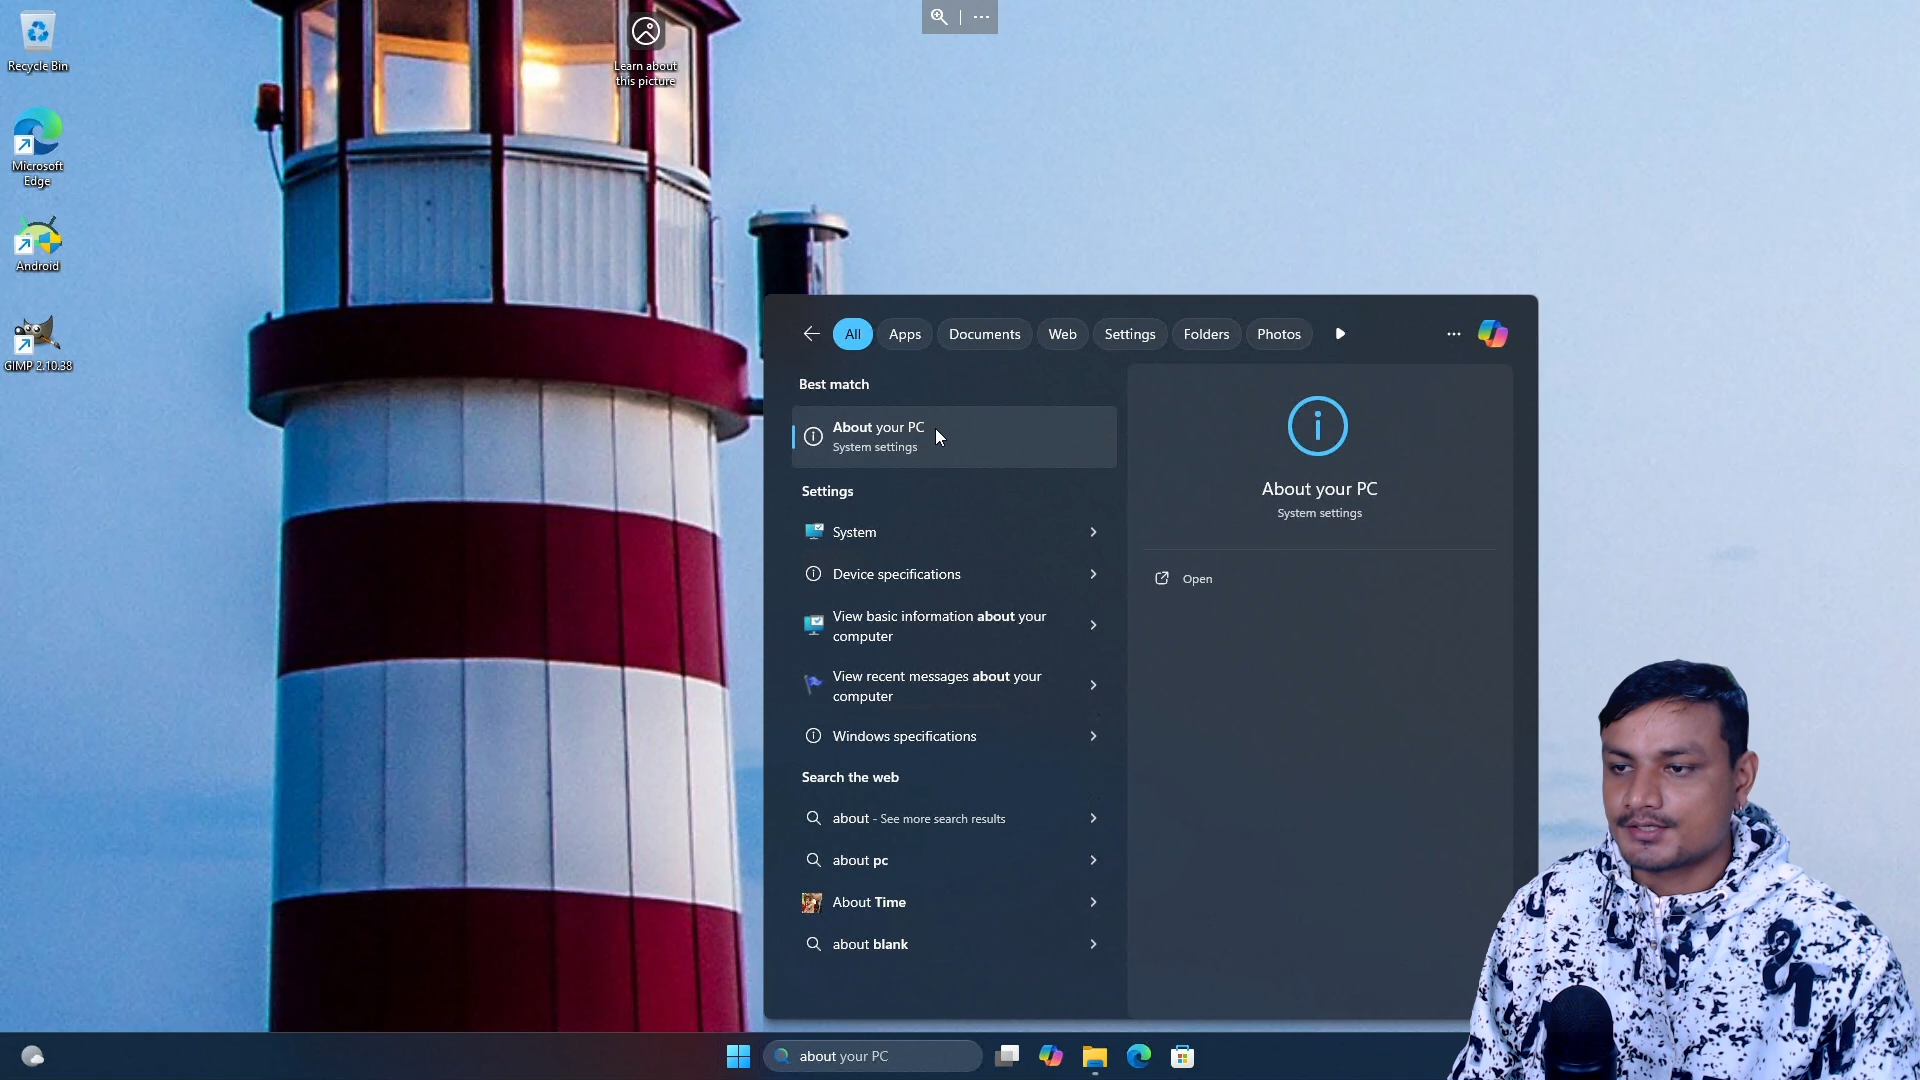 Recycle Bin
Microsoft
Edge
Android
GIMP 2.10.38
Learn about
this picture
All
Apps
Documents
Web
Settings
Folders
Photos
Best match
About your PC
System settings
Settings
System
Device specifications
View basic information about your
computer
View recent messages about your
computer
Windows specifications
Search the web
about - See more search results
about pc
About Time
about blank
About your PC
System settings
Open
about your PC